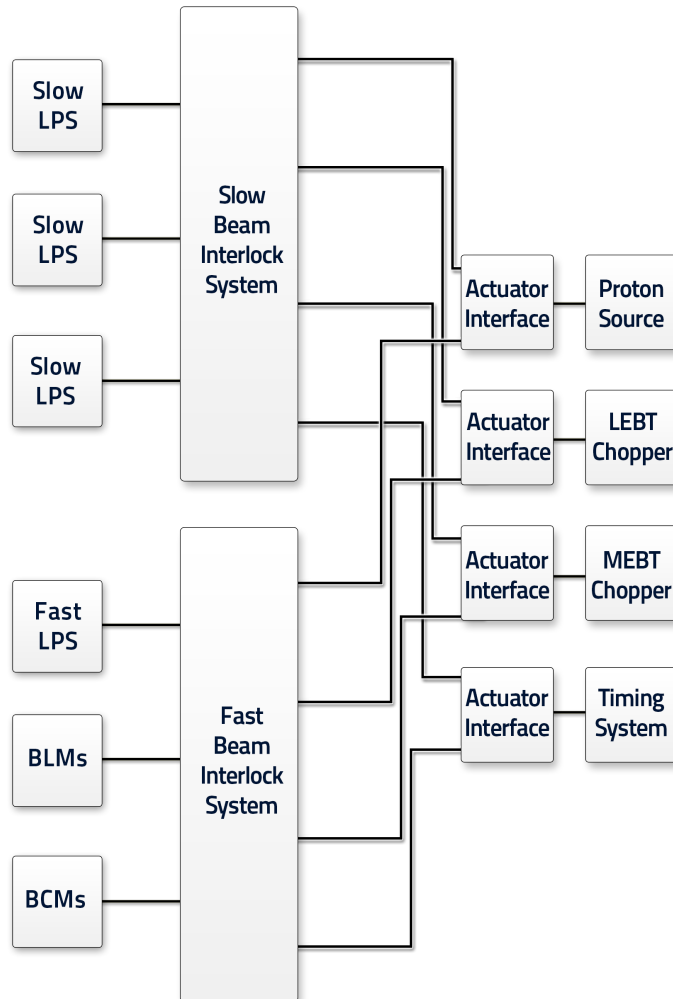 Slow
LPS
Slow
LPS
Slow
LPS
Slow
Beam
Interlock
System
Actuator
Interface
Proton
Source
Actuator
Interface
LEBT
Chopper
Actuator
Interface
MEBT
Chopper
Actuator
Interface
Timing
System
Fast
LPS
BLMs
BCMs
Fast
Beam
Interlock
System